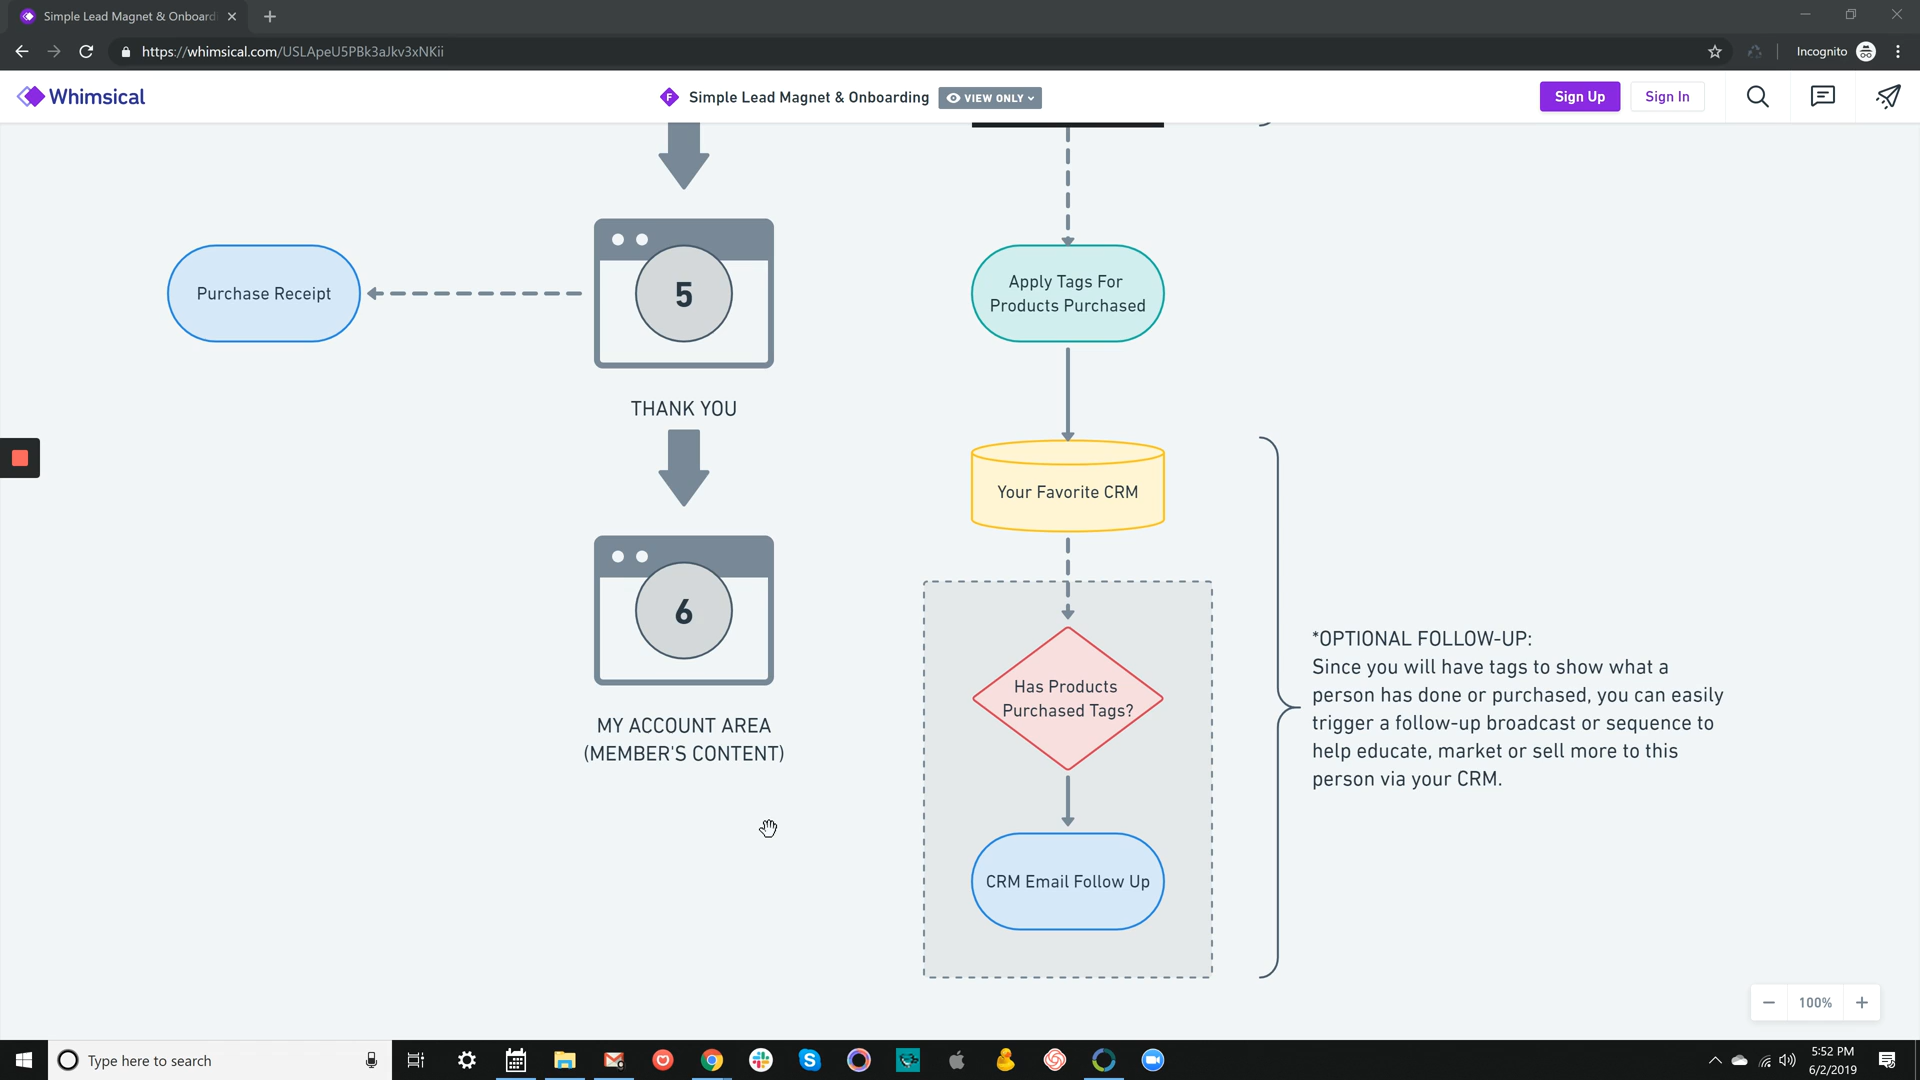 Simple Lead Magnet & Onboardi
https://whimsical.com/USLApeU5PBk3aJkv3xNKii
Incognito
Whimsical
F
Simple Lead Magnet & Onboarding
VIEW ONLY
Sign Up
Sign In
Purchase Receipt
5
THANK YOU
6
MY ACCOUNT AREA
(MEMBER'S CONTENT)
Apply Tags For
Products Purchased
Your Favorite CRM
Has Products
Purchased Tags?
CRM Email Follow Up
*OPTIONAL FOLLOW-UP:
Since you will have tags to show what a
person has done or purchased, you can easily
trigger a follow-up broadcast or sequence to
help educate, market or sell more to this
person via your CRM.
100%
Type here to search
5:52 PM
6/2/2019